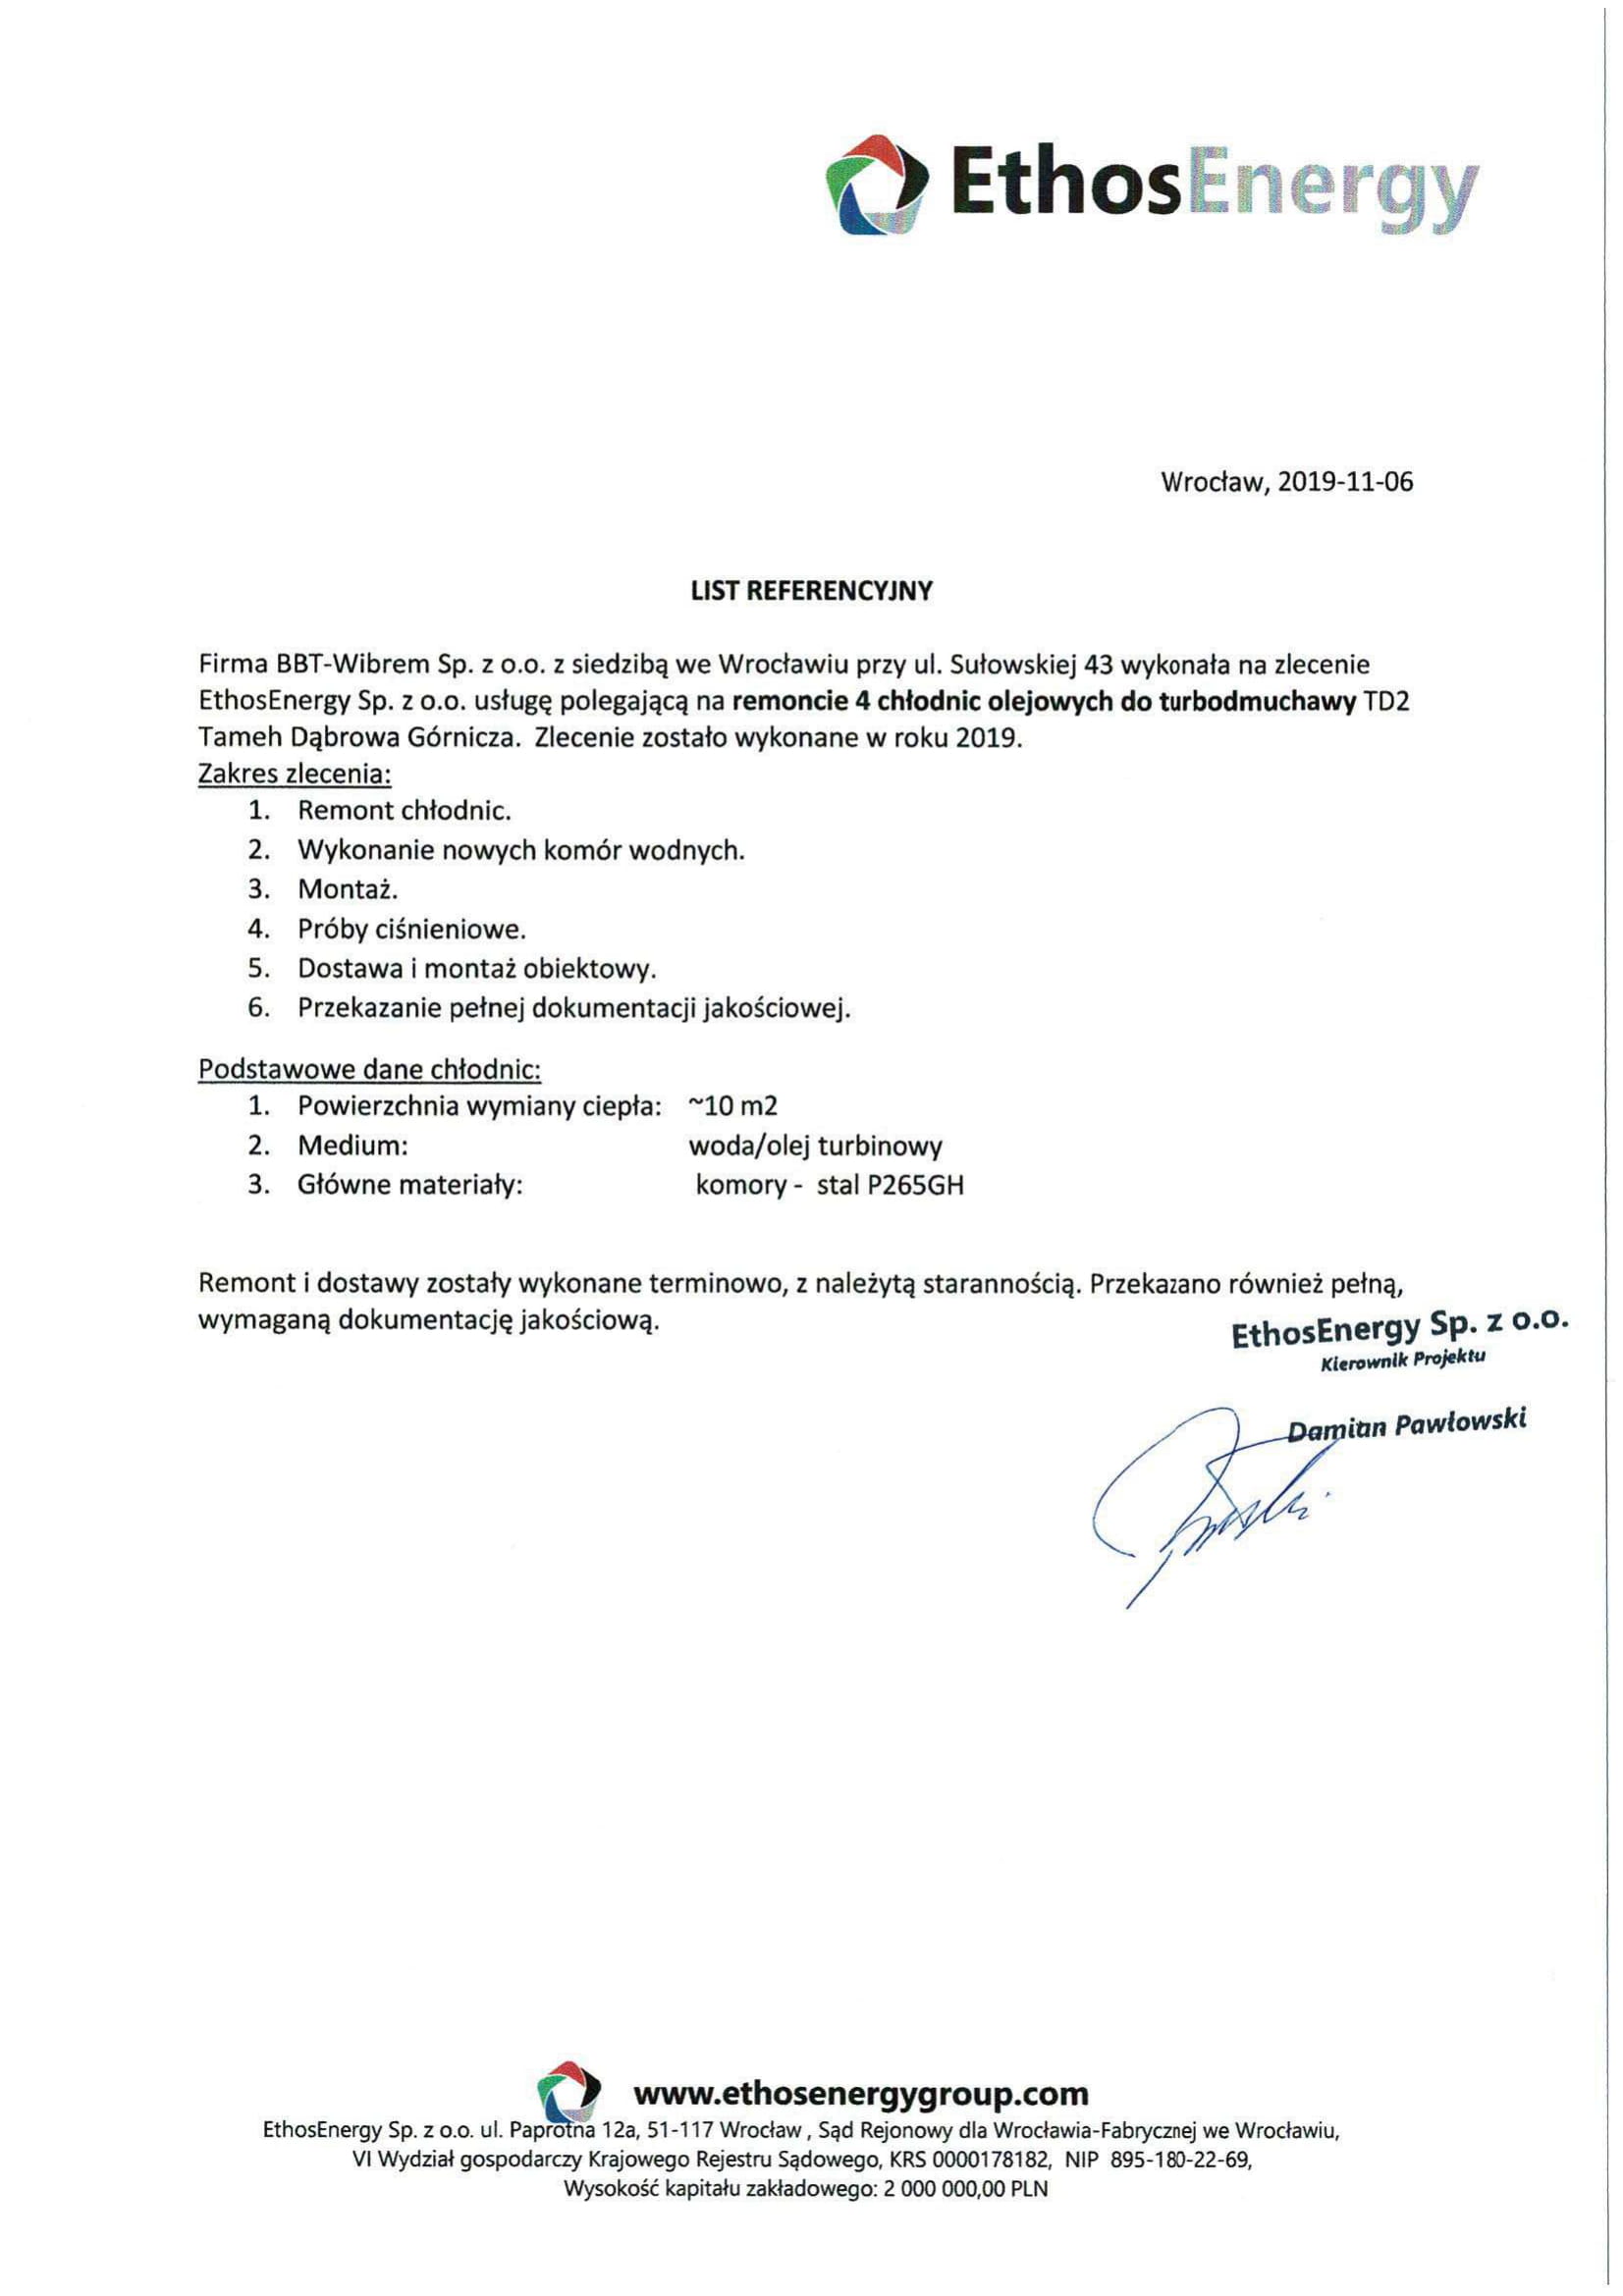 EthosEnergy
Wrocław, 2019-11-06
LIST REFERENCYJNY
Firma BBT-Wibrem Sp. z o.o. z siedzibą we Wrocławiu przy ul. Sułowskiej 43 wykonała na zlecenie
EthosEnergy Sp. z o.o. usługę polegającą na remoncie 4 chłodnic olejowych do turbodmuchawy TD2
Tameh Dąbrowa Górnicza. Zlecenie zostało wykonane w roku 2019.
Zakres zlecenia:
1. Remont chłodnic.
2. Wykonanie nowych komór wodnych.
3. Montaż.
4. Próby ciśnieniowe.
5. Dostawa i montaż obiektowy.
6. Przekazanie pełnej dokumentacji jakościowej.
Podstawowe dane chłodnic:
1. Powierzchnia wymiany ciepła: ~10 m2
2. Medium: woda/olej turbinowy
3. Główne materiały: komory - stal P265GH
Remont i dostawy zostały wykonane terminowo, z należytą starannością. Przekazano również pełną,
wymaganą dokumentację jakościową.
EthosEnergy Sp. z o.o.
Kierownik Projektu
Damian Pawłowski
www.ethosenergygroup.com
EthosEnergy Sp. z o.o. ul. Paprotna 12a, 51-117 Wrocław , Sąd Rejonowy dla Wrocławia-Fabrycznej we Wrocławiu,
VI Wydział gospodarczy Krajowego Rejestru Sądowego, KRS 0000178182, NIP 895-180-22-69,
Wysokość kapitału zakładowego: 2 000 000,00 PLN